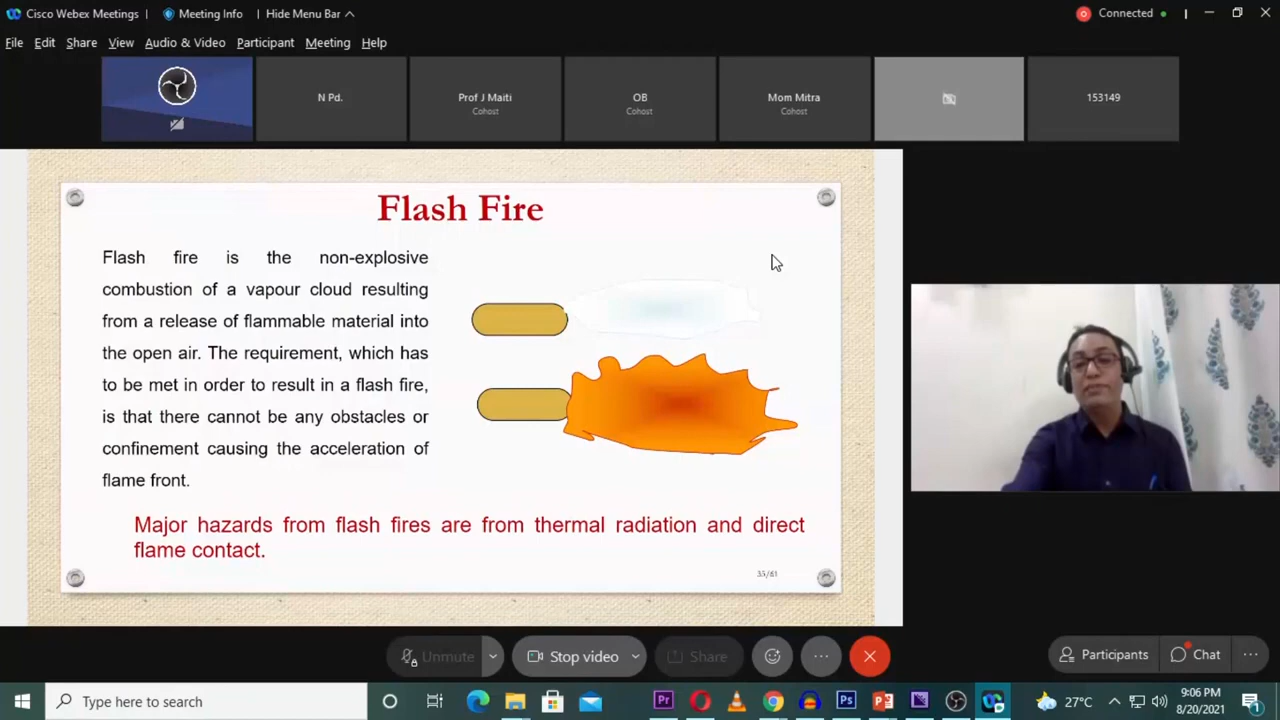 Cisco Webex Meetings | Meeting Info | Hide Menu Bar
Connected
File Edit Share View Audio & Video Participant Meeting Help
N Pd.
Prof J Maiti
Cohost
OB
Cohost
Mom Mitra
Cohost
153149
Flash Fire
Flash fire is the non-explosive
combustion of a vapour cloud resulting
from a release of flammable material into
the open air. The requirement, which has
to be met in order to result in a flash fire,
is that there cannot be any obstacles or
confinement causing the acceleration of
flame front.
Major hazards from flash fires are from thermal radiation and direct
flame contact.
Unmute
Stop video
Share
Participants
Chat
Type here to search
Pr
Ps
27°C
9:06 PM
8/20/2021
1